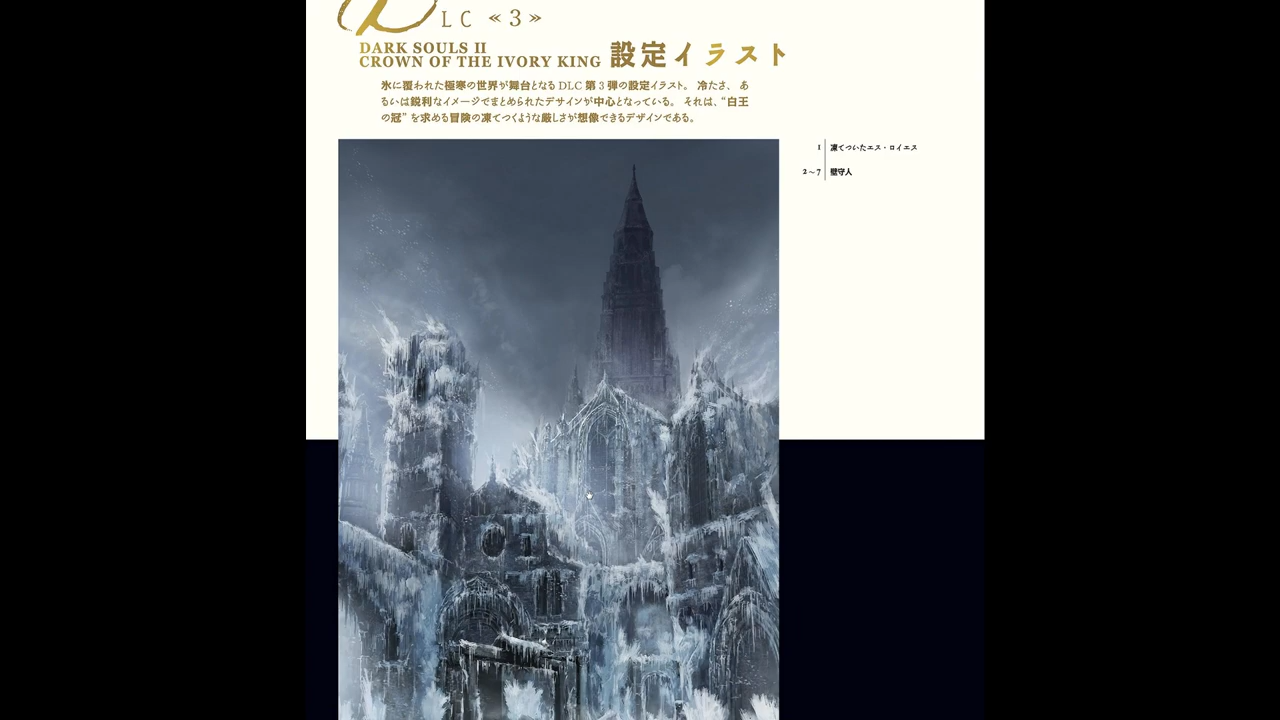 DLC ≪3≫
DARK SOULS II
CROWN OF THE IVORY KING 設定イラスト
氷に覆われた極寒の世界が舞台となる DLC 第 3 弾の設定イラスト。 冷たさ、 あ
るいは鋭利なイメージでまとめられたデザインが中心となっている。 それは、“白王
の冠” を求める冒険の凍てつくような厳しさが想像できるデザインである。
1 凍てついたエス・ロイエス
2～7 壁守人